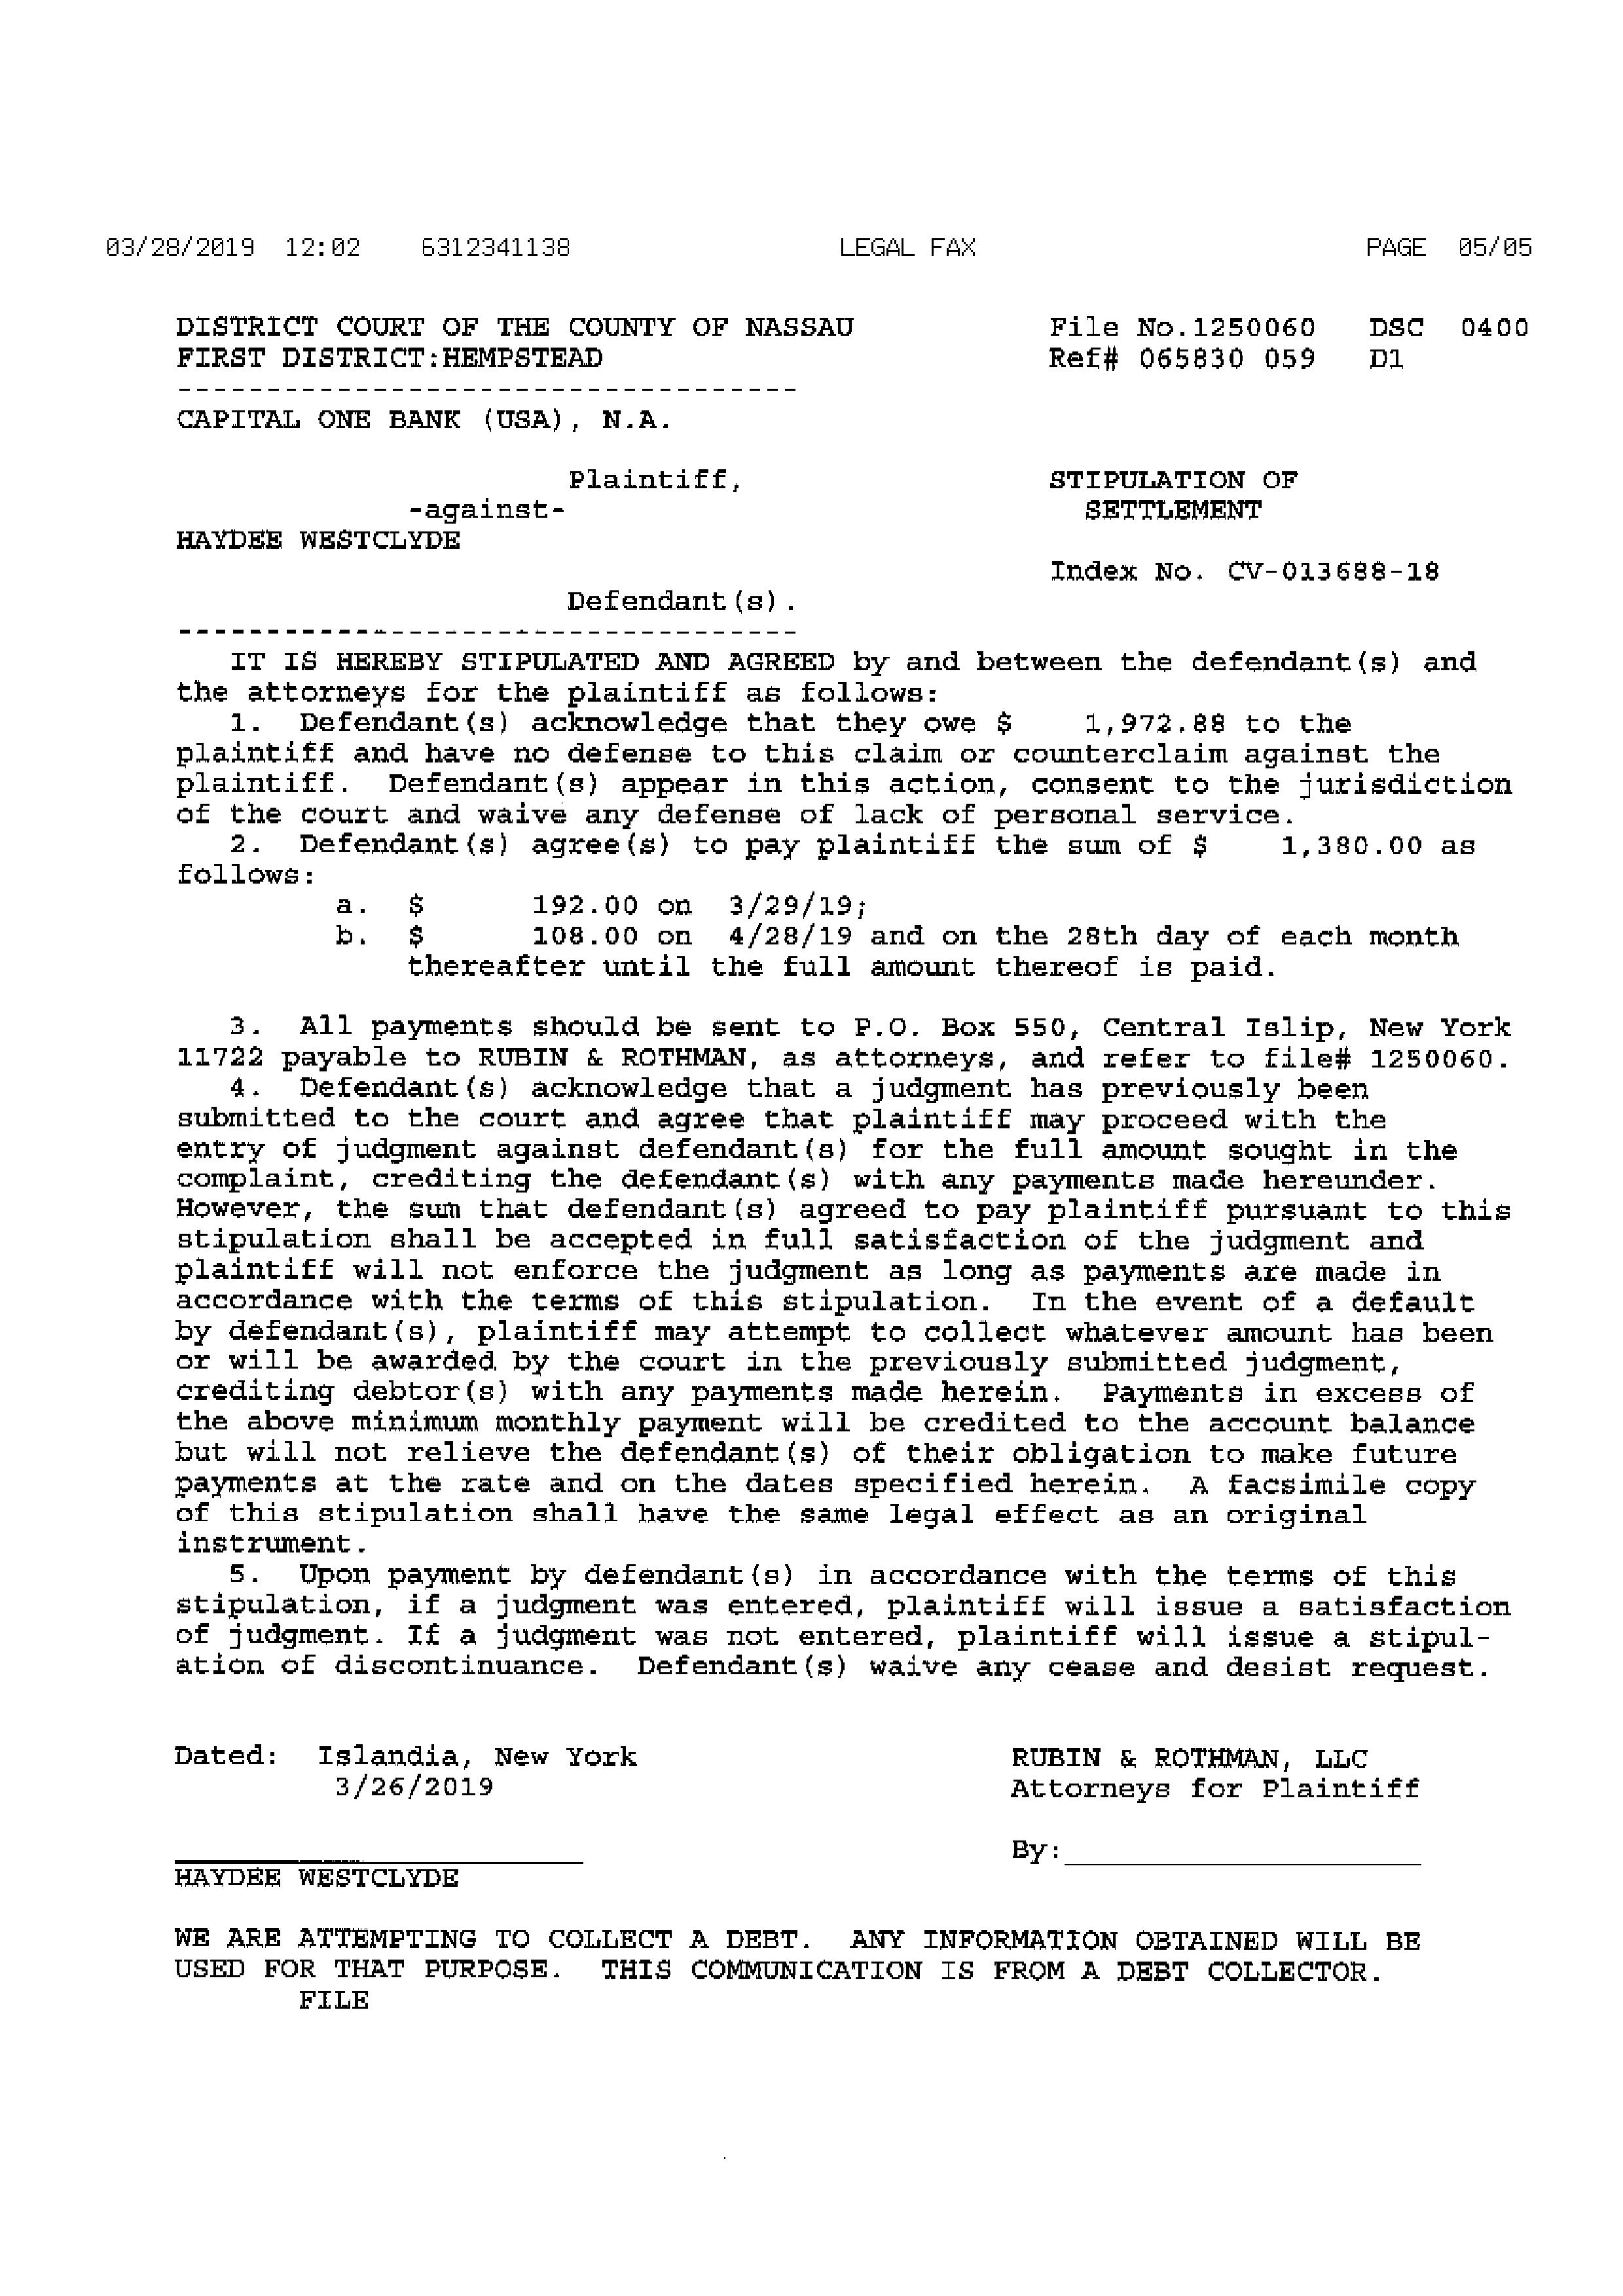 03/28/2019 12:02 6312341138 LEGAL FAX PAGE 05/05
DISTRICT COURT OF THE COUNTY OF NASSAU File No.1250060 DSC 0400
FIRST DISTRICT:HEMPSTEAD Ref# 065830 059 D1
-----------------------------------
CAPITAL ONE BANK (USA), N.A.
Plaintiff, STIPULATION OF
-against- SETTLEMENT
HAYDEE WESTCLYDE
Index No. CV-013688-18
Defendant(s).
-----------------------------------
IT IS HEREBY STIPULATED AND AGREED by and between the defendant(s) and
the attorneys for the plaintiff as follows:
1. Defendant(s) acknowledge that they owe $ 1,972.88 to the
plaintiff and have no defense to this claim or counterclaim against the
plaintiff. Defendant(s) appear in this action, consent to the jurisdiction
of the court and waive any defense of lack of personal service.
2. Defendant(s) agree(s) to pay plaintiff the sum of $ 1,380.00 as
follows:
a. $ 192.00 on 3/29/19;
b. $ 108.00 on 4/28/19 and on the 28th day of each month
thereafter until the full amount thereof is paid.
3. All payments should be sent to P.O. Box 550, Central Islip, New York
11722 payable to RUBIN & ROTHMAN, as attorneys, and refer to file# 1250060.
4. Defendant(s) acknowledge that a judgment has previously been
submitted to the court and agree that plaintiff may proceed with the
entry of judgment against defendant(s) for the full amount sought in the
complaint, crediting the defendant(s) with any payments made hereunder.
However, the sum that defendant(s) agreed to pay plaintiff pursuant to this
stipulation shall be accepted in full satisfaction of the judgment and
plaintiff will not enforce the judgment as long as payments are made in
accordance with the terms of this stipulation. In the event of a default
by defendant(s), plaintiff may attempt to collect whatever amount has been
or will be awarded by the court in the previously submitted judgment,
crediting debtor(s) with any payments made herein. Payments in excess of
the above minimum monthly payment will be credited to the account balance
but will not relieve the defendant(s) of their obligation to make future
payments at the rate and on the dates specified herein. A facsimile copy
of this stipulation shall have the same legal effect as an original
instrument.
5. Upon payment by defendant(s) in accordance with the terms of this
stipulation, if a judgment was entered, plaintiff will issue a satisfaction
of judgment. If a judgment was not entered, plaintiff will issue a stipul-
ation of discontinuance. Defendant(s) waive any cease and desist request.
Dated: Islandia, New York RUBIN & ROTHMAN, LLC
3/26/2019 Attorneys for Plaintiff
By:
HAYDEE WESTCLYDE
WE ARE ATTEMPTING TO COLLECT A DEBT. ANY INFORMATION OBTAINED WILL BE
USED FOR THAT PURPOSE. THIS COMMUNICATION IS FROM A DEBT COLLECTOR.
FILE